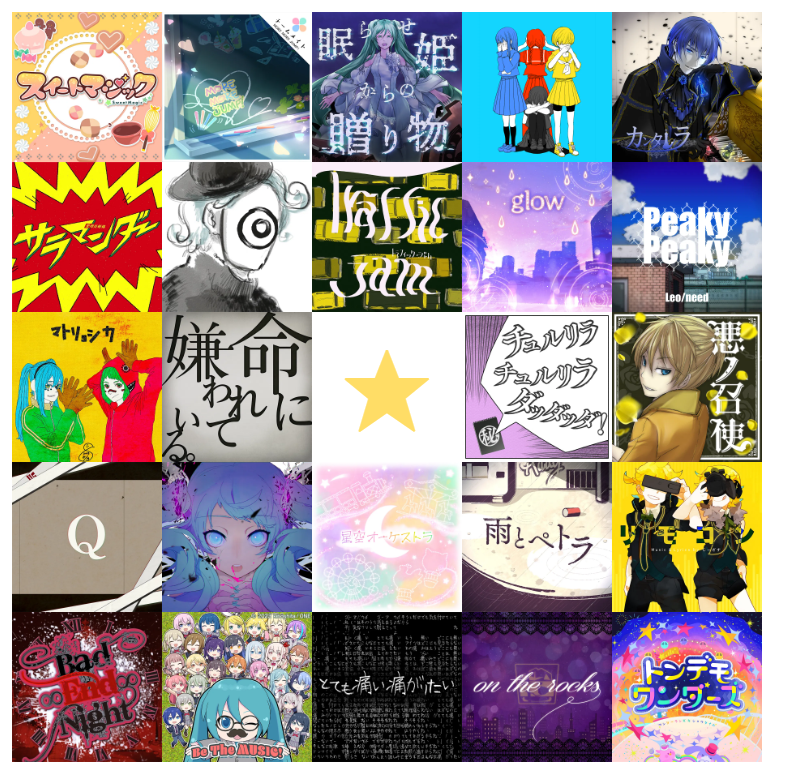 スイートマジック
SweetMagic
眠らせ姫
からの
贈り物
カンタレラ
サラマンダー
traffic
jam
glow
Peaky
Peaky
Leo/need
マトリョシカ
命に
嫌われて
いる。
チュルリラ
チュルリラ
ダッダッダ!
㊙
悪ノ召使
Q
星空オーケストラ
雨とペトラ
リモコン
Bad
End
Night
Be The MUSIC!
とても痛い痛がりたい
on the rocks
トンデモ
ワンダーズ